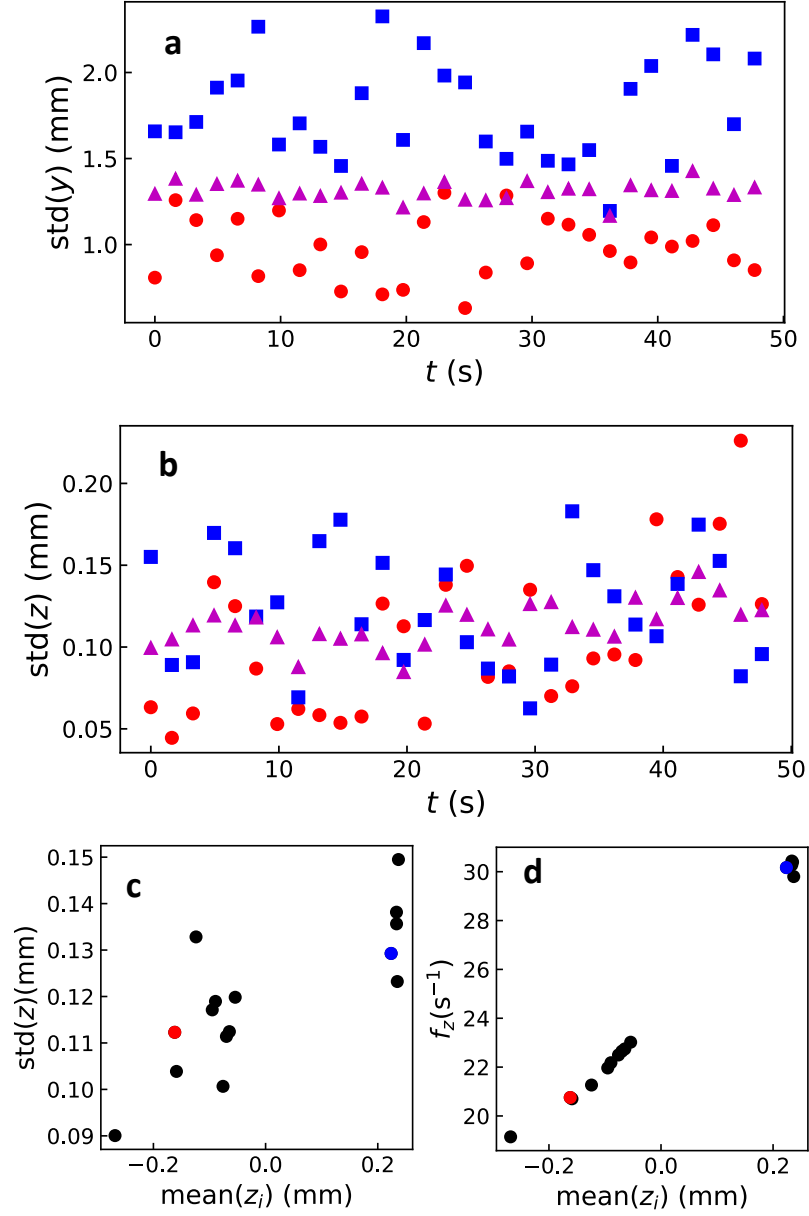 a
std(y) (mm)
2.0
1.5
1.0
0 10 20 30 40 50
t (s)
b
std(z) (mm)
0.20
0.15
0.10
0.05
0 10 20 30 40 50
t (s)
c
std(z)(mm)
0.15
0.14
0.13
0.12
0.11
0.10
0.09
−0.2 0.0 0.2
mean(z_i) (mm)
d
f_z(s⁻¹)
30
28
26
24
22
20
−0.2 0.0 0.2
mean(z_i) (mm)